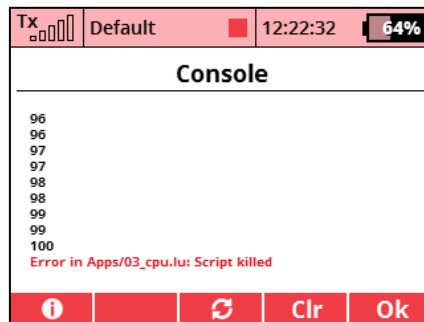 Tx Default 12:22:32 64%
Console
96
96
97
97
98
98
99
99
100
Error in Apps/03_cpu.lu: Script killed
Clr Ok